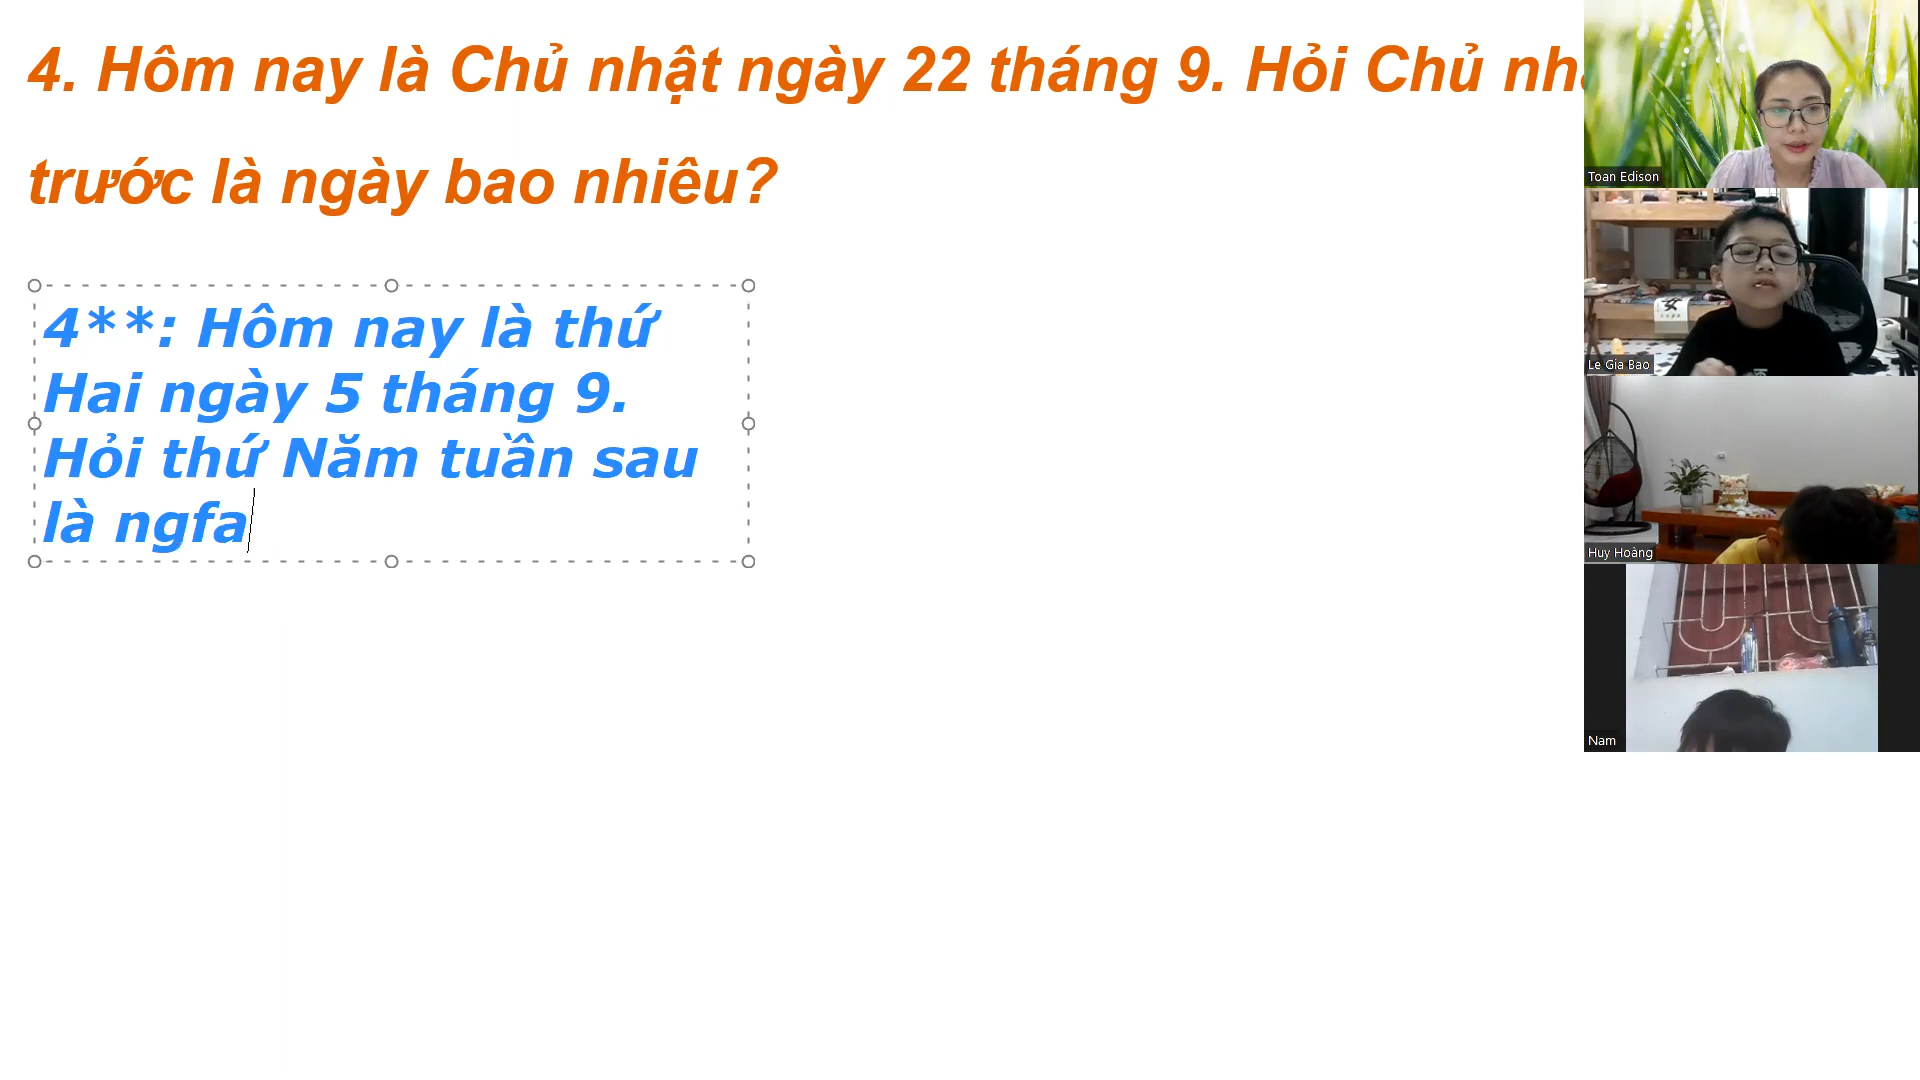 4. Hôm nay là Chủ nhật ngày 22 tháng 9. Hỏi Chủ
trước là ngày bao nhiêu?
4**: Hôm nay là thứ
Hai ngày 5 tháng 9.
Hỏi thứ Năm tuần sau
là ngfa
Toan Edison
Le Gia Bao
Huy Hoàng
Nam